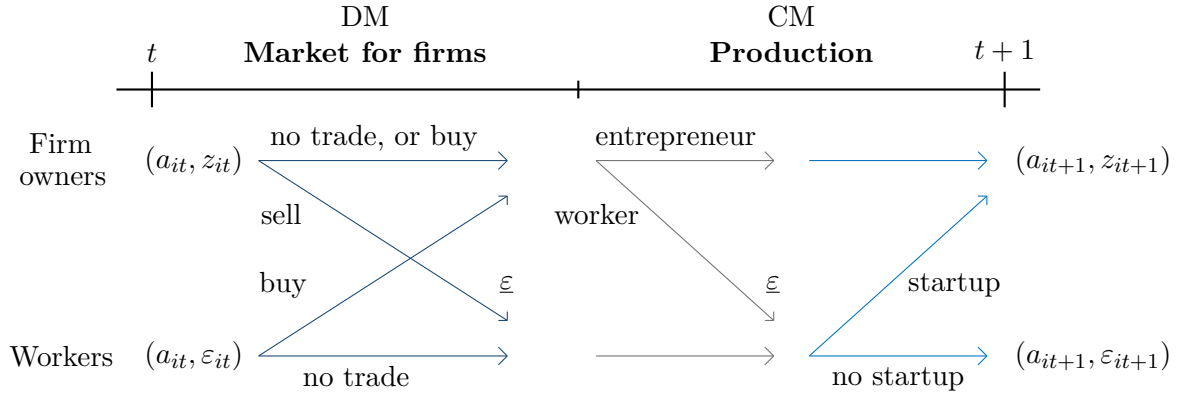 DM CM
t Market for firms Production t + 1
Firm owners (a_{it}, z_{it}) no trade, or buy entrepreneur (a_{it+1}, z_{it+1})
sell worker
buy ε̲ ε̲ startup
Workers (a_{it}, ε_{it}) (a_{it+1}, ε_{it+1})
no trade no startup